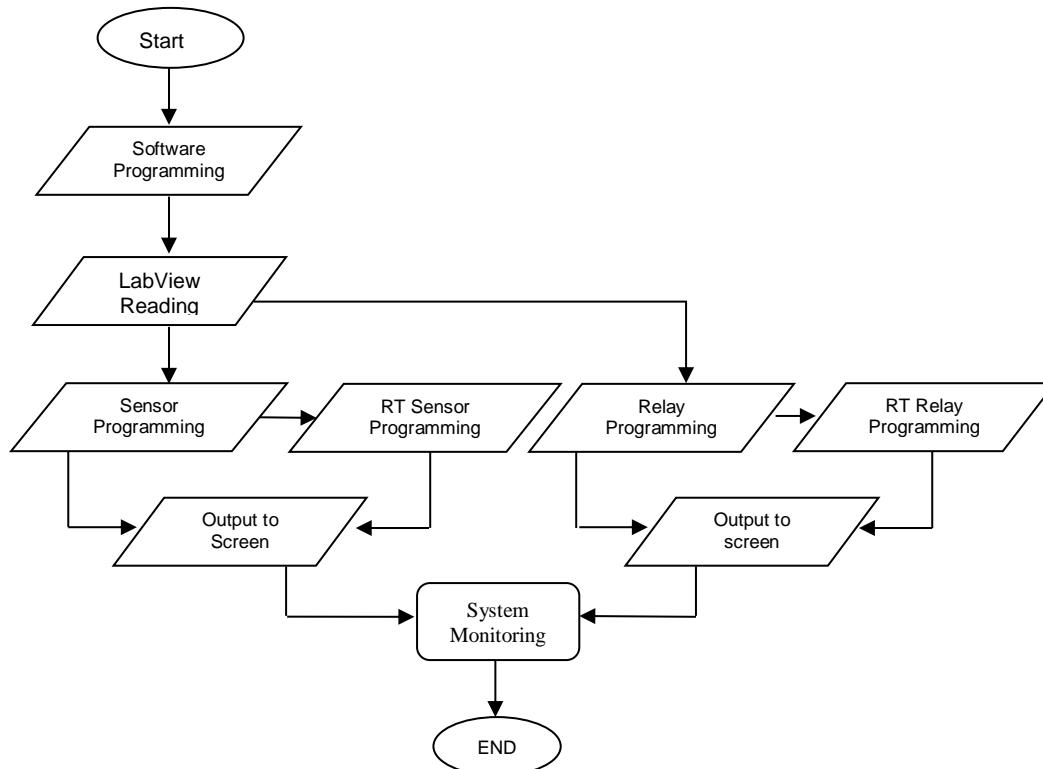 Start
Software
Programming
LabView
Reading
Sensor
Programming
RT Sensor
Programming
Relay
Programming
RT Relay
Programming
Output to
Screen
Output to
screen
System
Monitoring
END